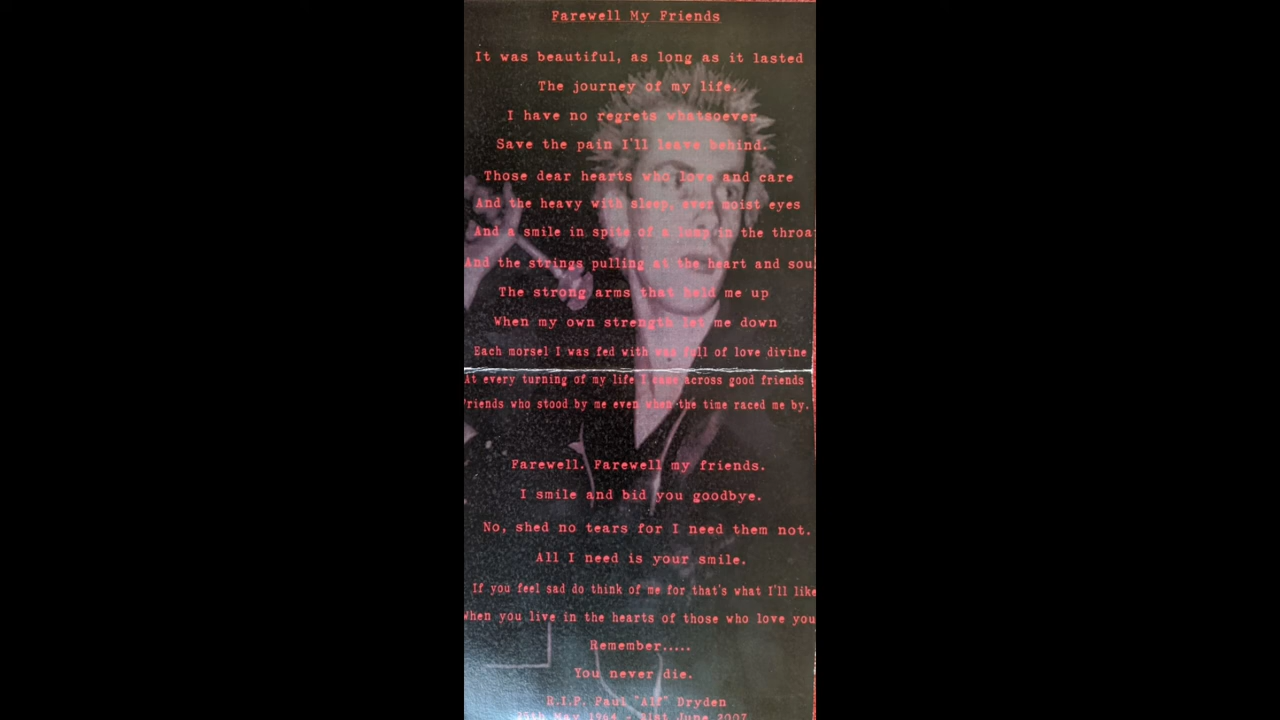 Farewell My Friends
It was beautiful, as long as it lasted
The journey of my life.
I have no regrets whatsoever
Save the pain I'll leave behind.
Those dear hearts who love and care
And the heavy with sleep, ever moist eyes
And a smile in spite of a lump in the throa
And the strings pulling at the heart and sou
The strong arms that held me up
When my own strength let me down
Each morsel I was fed with was full of love divine
At every turning of my life I came across good friends
Friends who stood by me even when the time raced me by.
Farewell. Farewell my friends.
I smile and bid you goodbye.
No, shed no tears for I need them not.
All I need is your smile.
If you feel sad do think of me for that's what I'll like
When you live in the hearts of those who love you
Remember.....
You never die.
R.I.P. Paul "Alf" Dryden
May 1964 - 21st June 2007